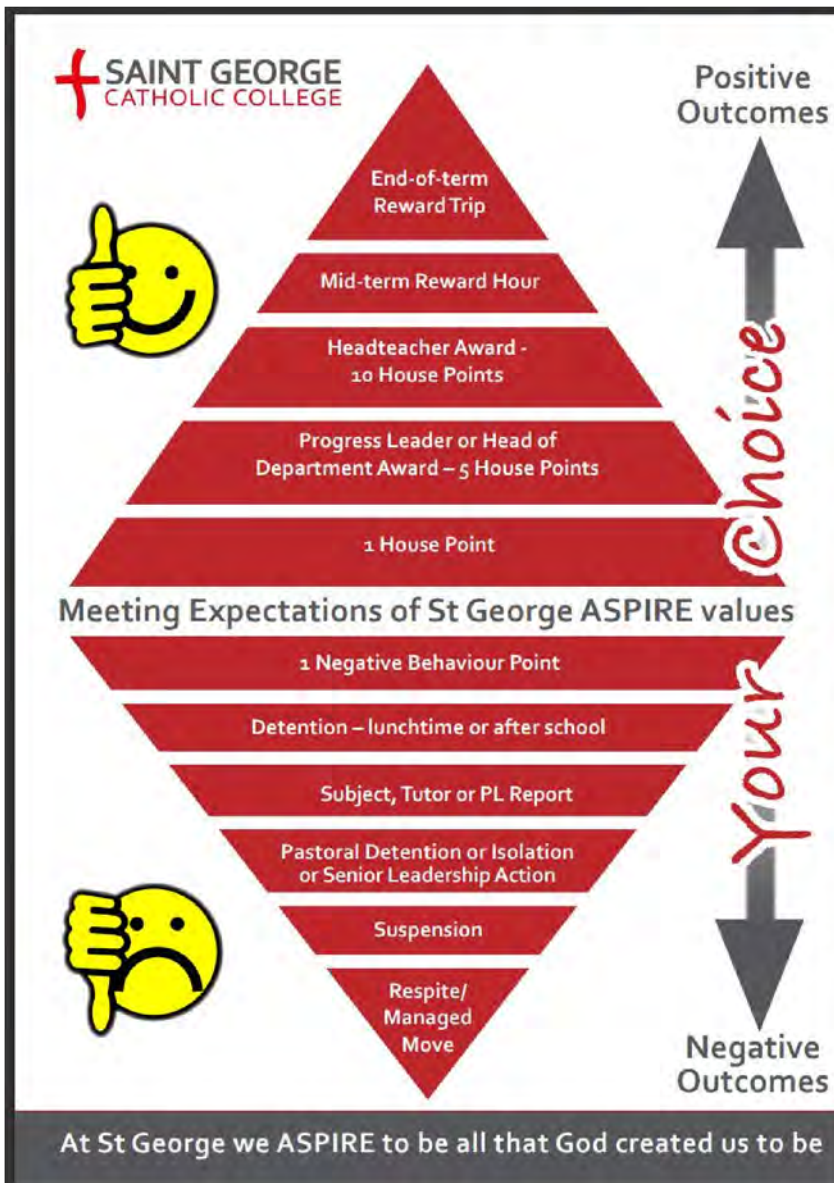 SAINT GEORGE
CATHOLIC COLLEGE
Positive
Outcomes
End-of-term
Reward Trip
Mid-term Reward Hour
Headteacher Award -
10 House Points
Progress Leader or Head of
Department Award – 5 House Points
1 House Point
Your Choice
Meeting Expectations of St George ASPIRE values
1 Negative Behaviour Point
Detention – lunchtime or after school
Subject, Tutor or PL Report
Pastoral Detention or Isolation
or Senior Leadership Action
Suspension
Respite/
Managed
Move
Negative
Outcomes
At St George we ASPIRE to be all that God created us to be